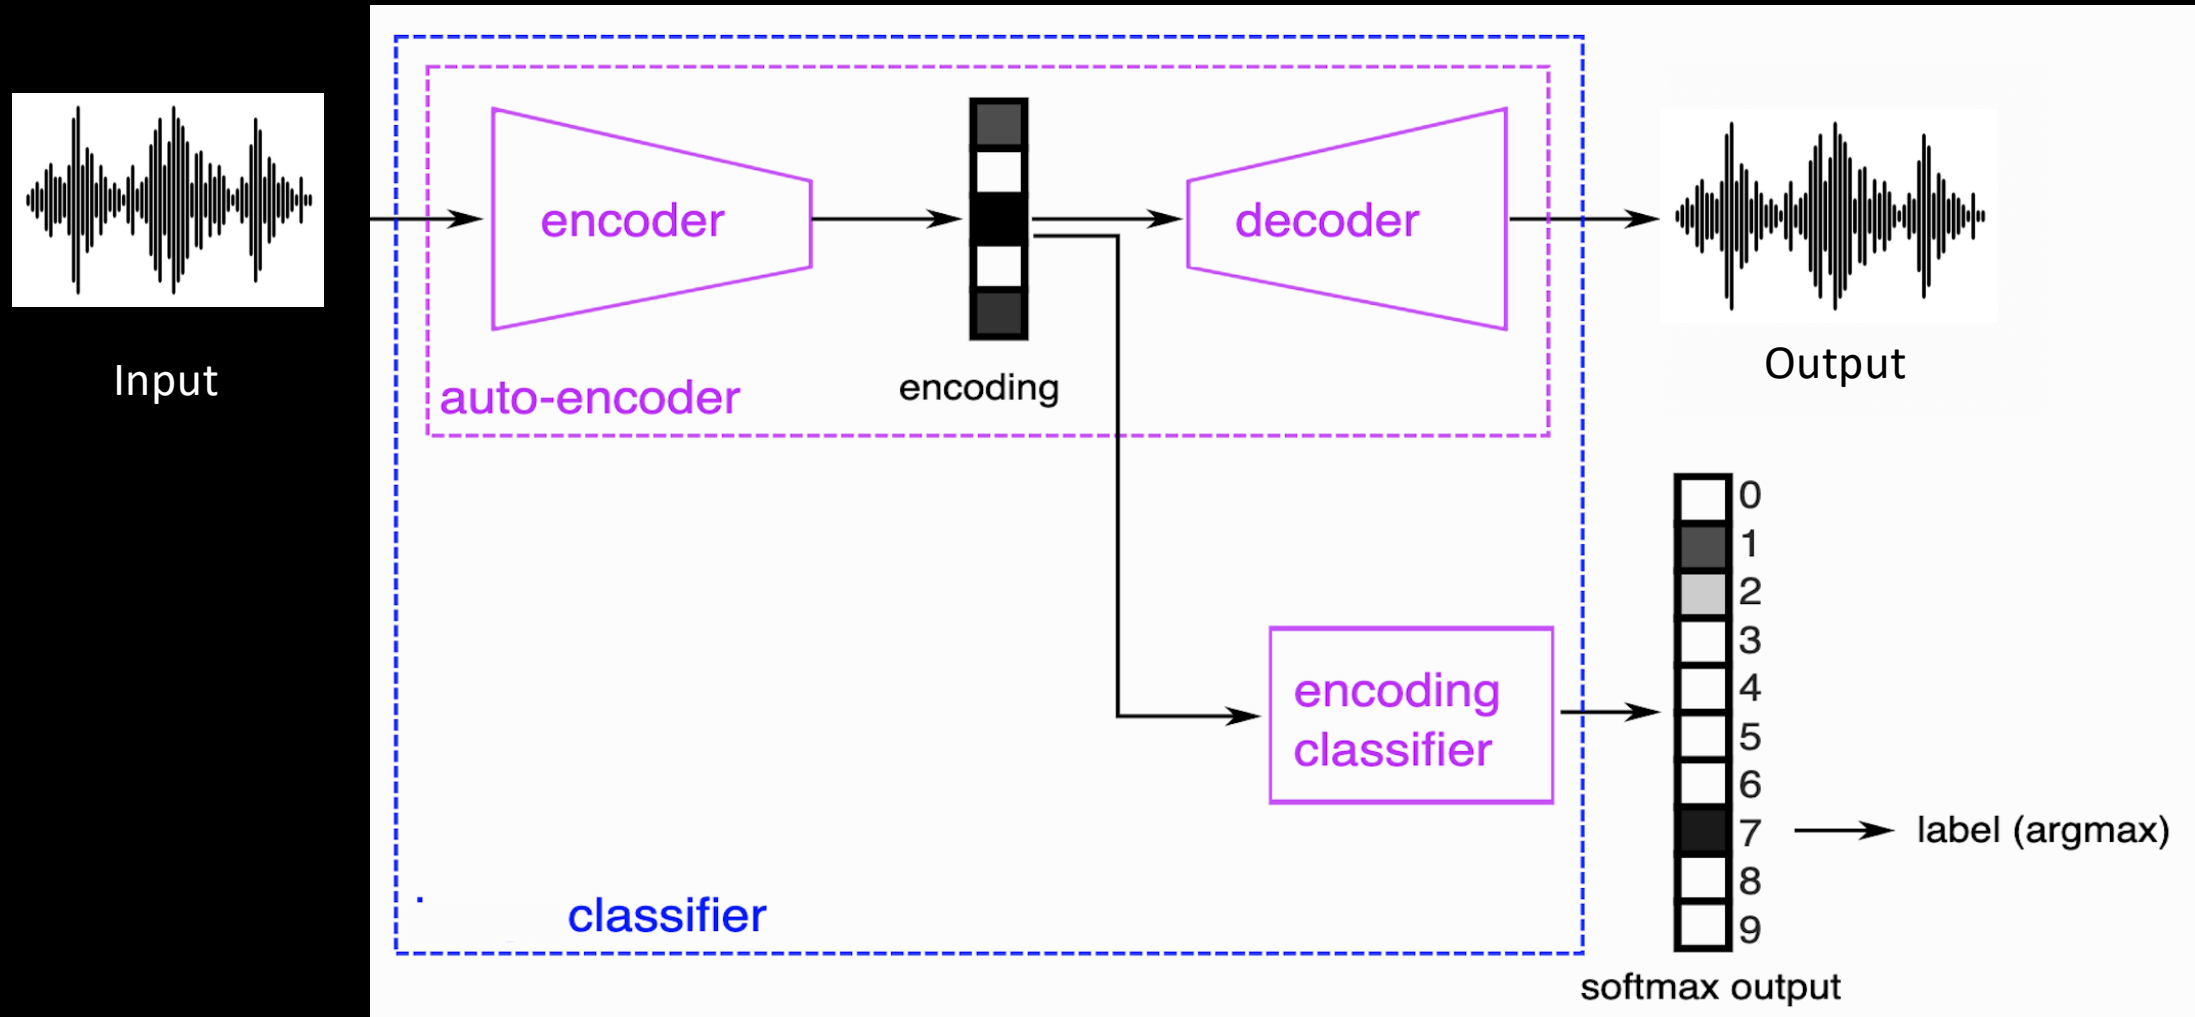 Input
encoder
decoder
auto-encoder
encoding
Output
encoding
classifier
classifier
0
1
2
3
4
5
6
7
8
9
label (argmax)
softmax output